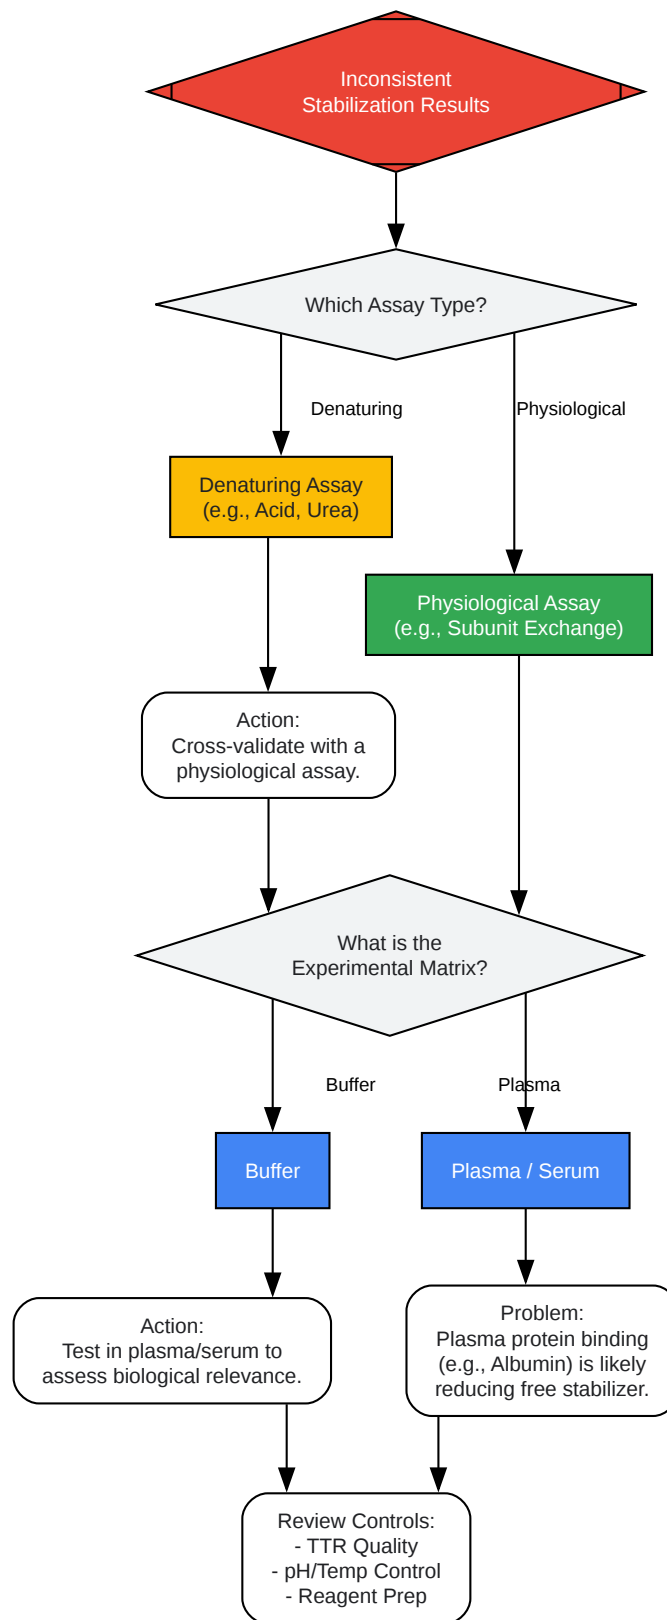 Inconsistent
Stabilization Results
Which Assay Type?
Denaturing
Physiological
Denaturing Assay
(e.g., Acid, Urea)
Physiological Assay
(e.g., Subunit Exchange)
Action:
Cross-validate with a
physiological assay.
What is the
Experimental Matrix?
Buffer
Plasma
Buffer
Plasma / Serum
Action:
Test in plasma/serum to
assess biological relevance.
Problem:
Plasma protein binding
(e.g., Albumin) is likely
reducing free stabilizer.
Review Controls:
- TTR Quality
- pH/Temp Control
- Reagent Prep